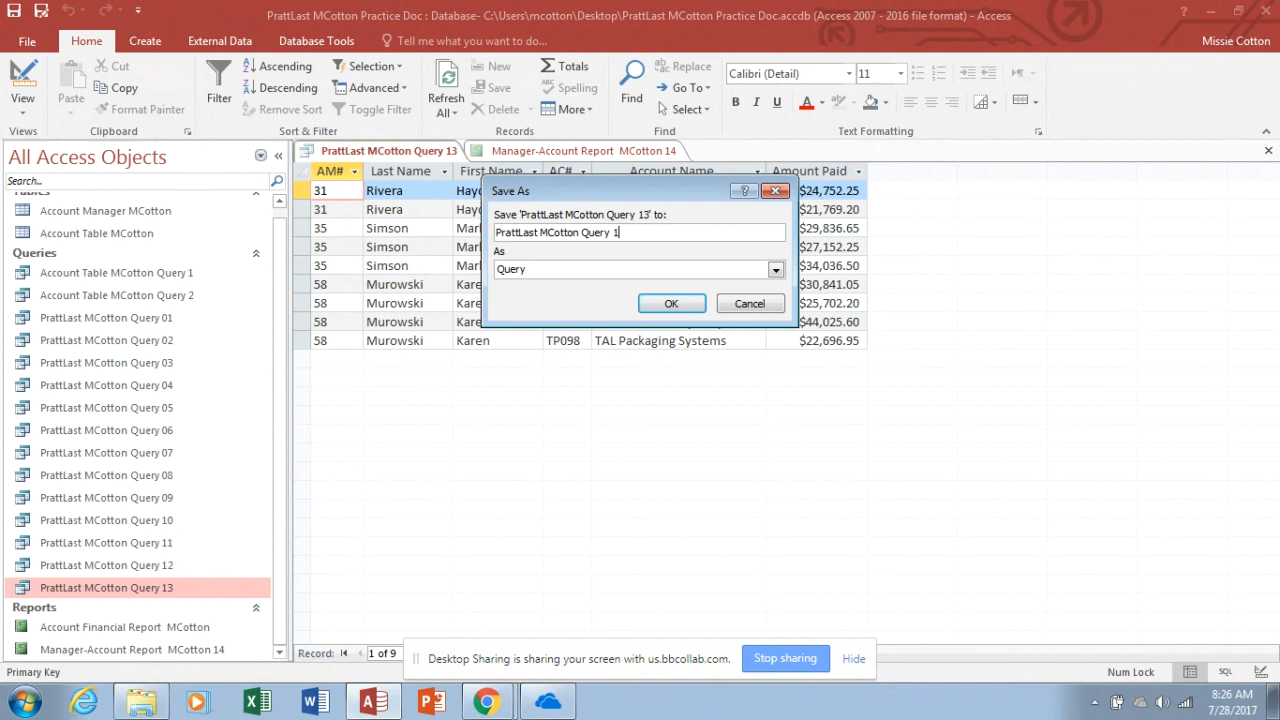 PrattLast MCotton Practice Doc : Database- C:\Users\mcotton\Desktop\PrattLast MCotton Practice Doc.accdb (Access 2007 - 2016 file format) - Access
File Home Create External Data Database Tools Tell me what you want to do... Missie Cotton
View
Views
Paste
Cut
Copy
Format Painter
Clipboard
Filter
Ascending
Descending
Remove Sort
Selection
Advanced
Toggle Filter
Sort & Filter
Refresh All
New
Save
Delete
Totals
Spelling
More
Records
Find
Replace
Go To
Select
Find
Calibri (Detail) 11
B I U A
Text Formatting
All Access Objects
Search...
Tables
Account Manager MCotton
Account Table MCotton
Queries
Account Table MCotton Query 1
Account Table MCotton Query 2
PrattLast MCotton Query 01
PrattLast MCotton Query 02
PrattLast MCotton Query 03
PrattLast MCotton Query 04
PrattLast MCotton Query 05
PrattLast MCotton Query 06
PrattLast MCotton Query 07
PrattLast MCotton Query 08
PrattLast MCotton Query 09
PrattLast MCotton Query 10
PrattLast MCotton Query 11
PrattLast MCotton Query 12
PrattLast MCotton Query 13
Reports
Account Financial Report MCotton
Manager-Account Report MCotton 14
PrattLast MCotton Query 13 Manager-Account Report MCotton 14
AM# Last Name First Name AC# Account Name Amount Paid
31 Rivera Hayd $24,752.25
31 Rivera Hayd $21,769.20
35 Simson Mark $29,836.65
35 Simson Mark $27,152.25
35 Simson Mark $34,036.50
58 Murowski Kare $30,841.05
58 Murowski Kare $25,702.20
58 Murowski Kare $44,025.60
58 Murowski Karen TP098 TAL Packaging Systems $22,696.95
Save As
Save 'PrattLast MCotton Query 13' to:
PrattLast MCotton Query 1
As
Query
OK Cancel
Record: 1 of 9
Desktop Sharing is sharing your screen with us.bbcollab.com. Stop sharing Hide
Primary Key Num Lock SQL
8:26 AM
7/28/2017